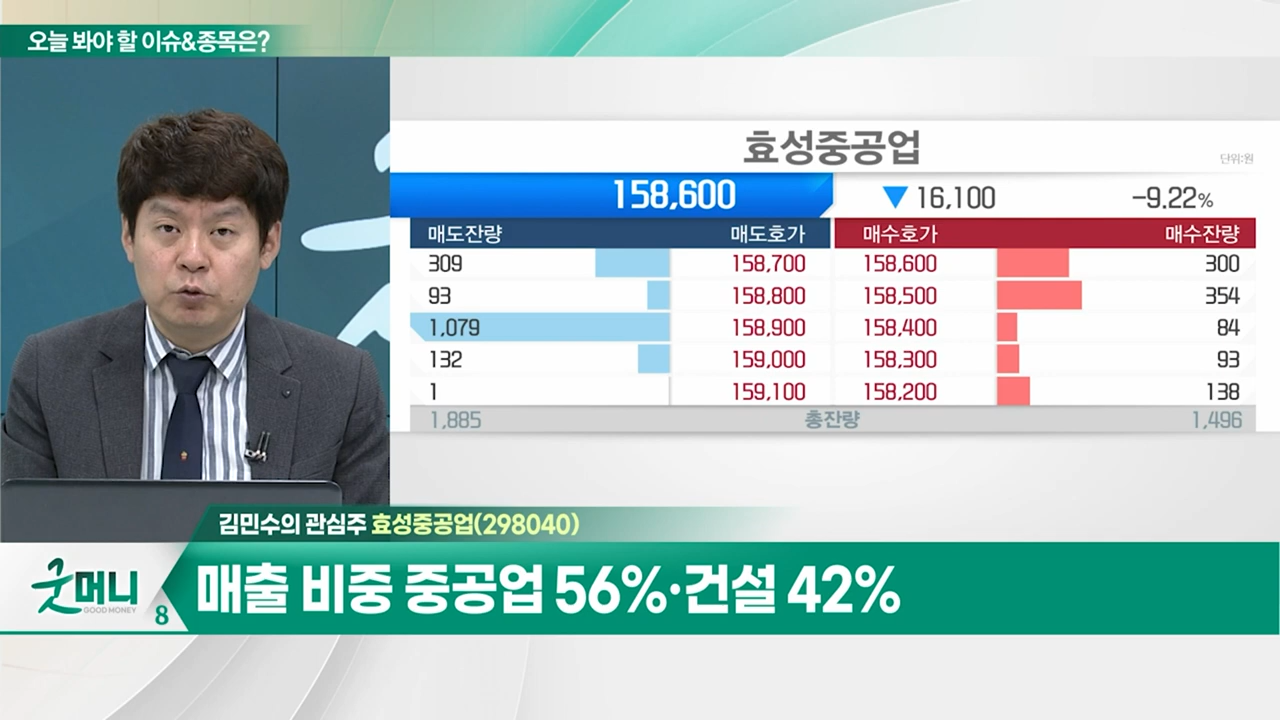 오늘 봐야 할 이슈&종목은?
효성중공업
단위:원
158,600 ▼ 16,100 -9.22%
매도잔량 매도호가 매수호가 매수잔량
309 158,700 158,600 300
93 158,800 158,500 354
1,079 158,900 158,400 84
132 159,000 158,300 93
1 159,100 158,200 138
1,885 총잔량 1,496
김민수의 관심주 효성중공업(298040)
굿머니
GOOD MONEY
8
매출 비중 중공업 56%·건설 42%